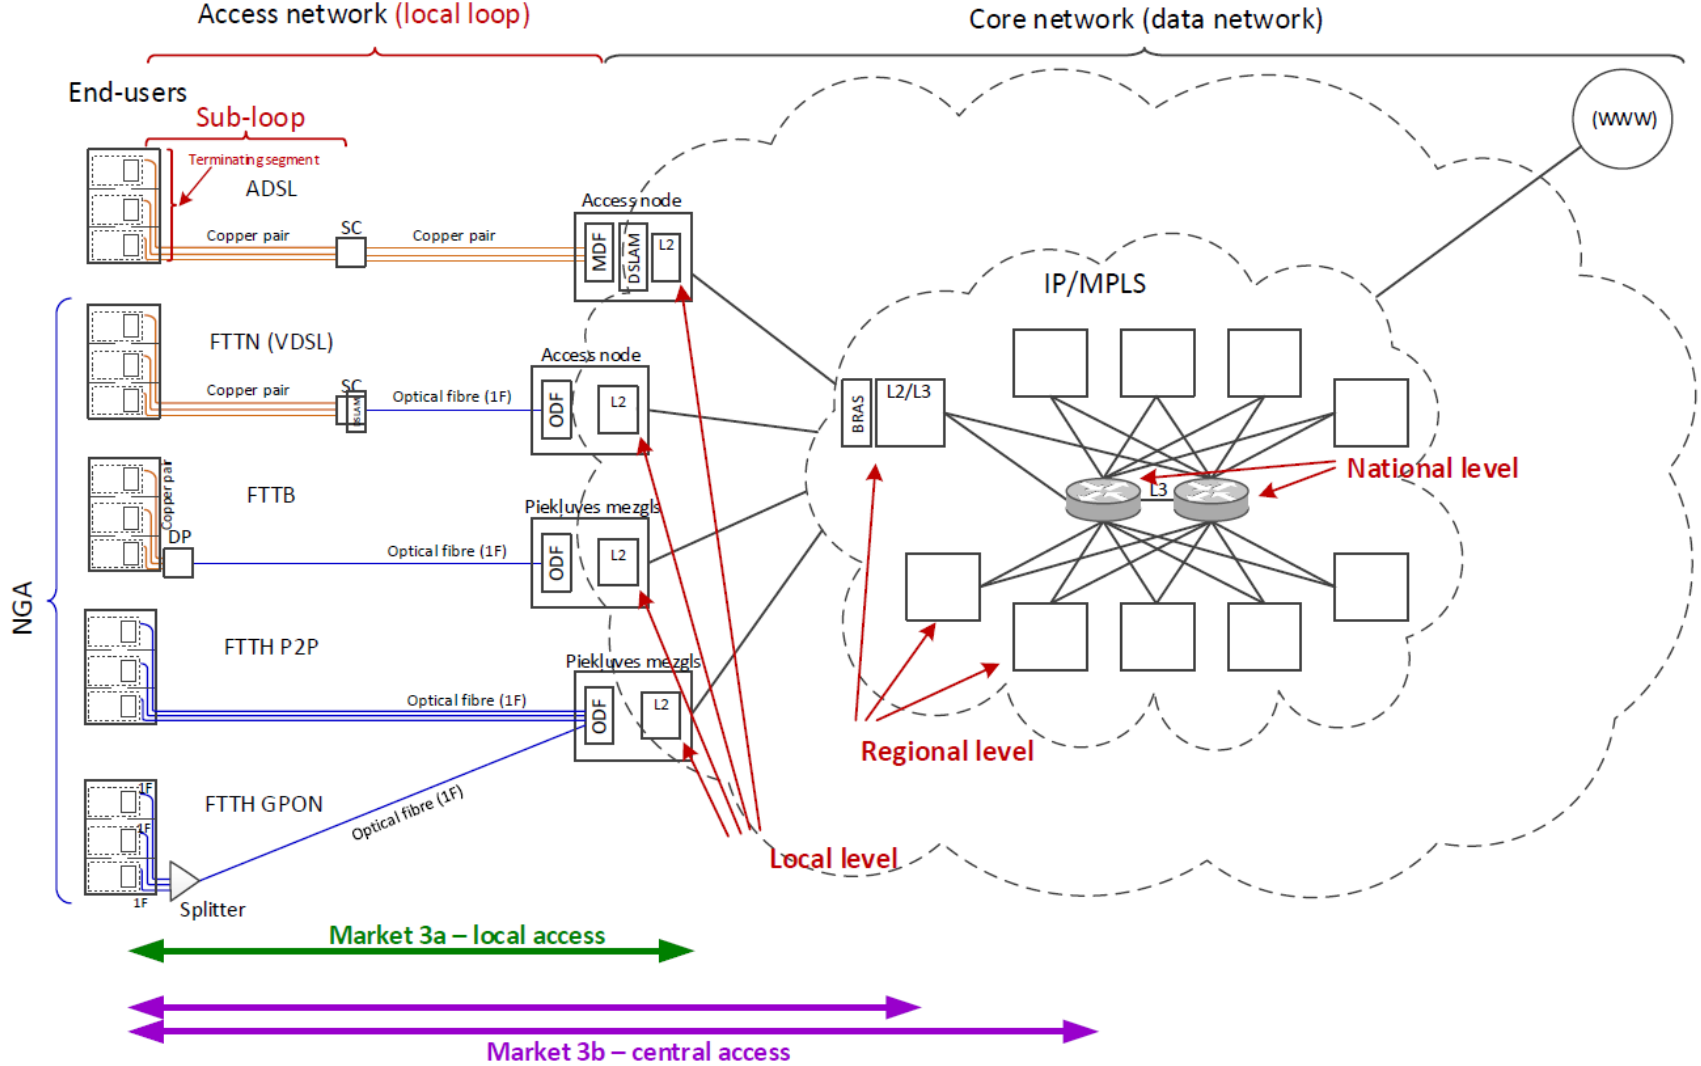 Access network (local loop)
Core network (data network)
End-users
(WWW)
Sub-loop
Terminating segment
ADSL
Access node
SC
Copper pair
Copper pair
MDF
DSLAM
L2
IP/MPLS
FTTN (VDSL)
Access node
Copper pair
SC
DSLAM
Optical fibre (1F)
ODF
L2
BRAS
L2/L3
National level
L3
FTTB
Copper pair
DP
Piekļuves mezgls
Optical fibre (1F)
ODF
L2
NGA
FTTH P2P
Piekļuves mezgls
Optical fibre (1F)
ODF
L2
Regional level
FTTH GPON
1F
1F
1F
Optical fibre (1F)
Splitter
Local level
Market 3a – local access
Market 3b – central access